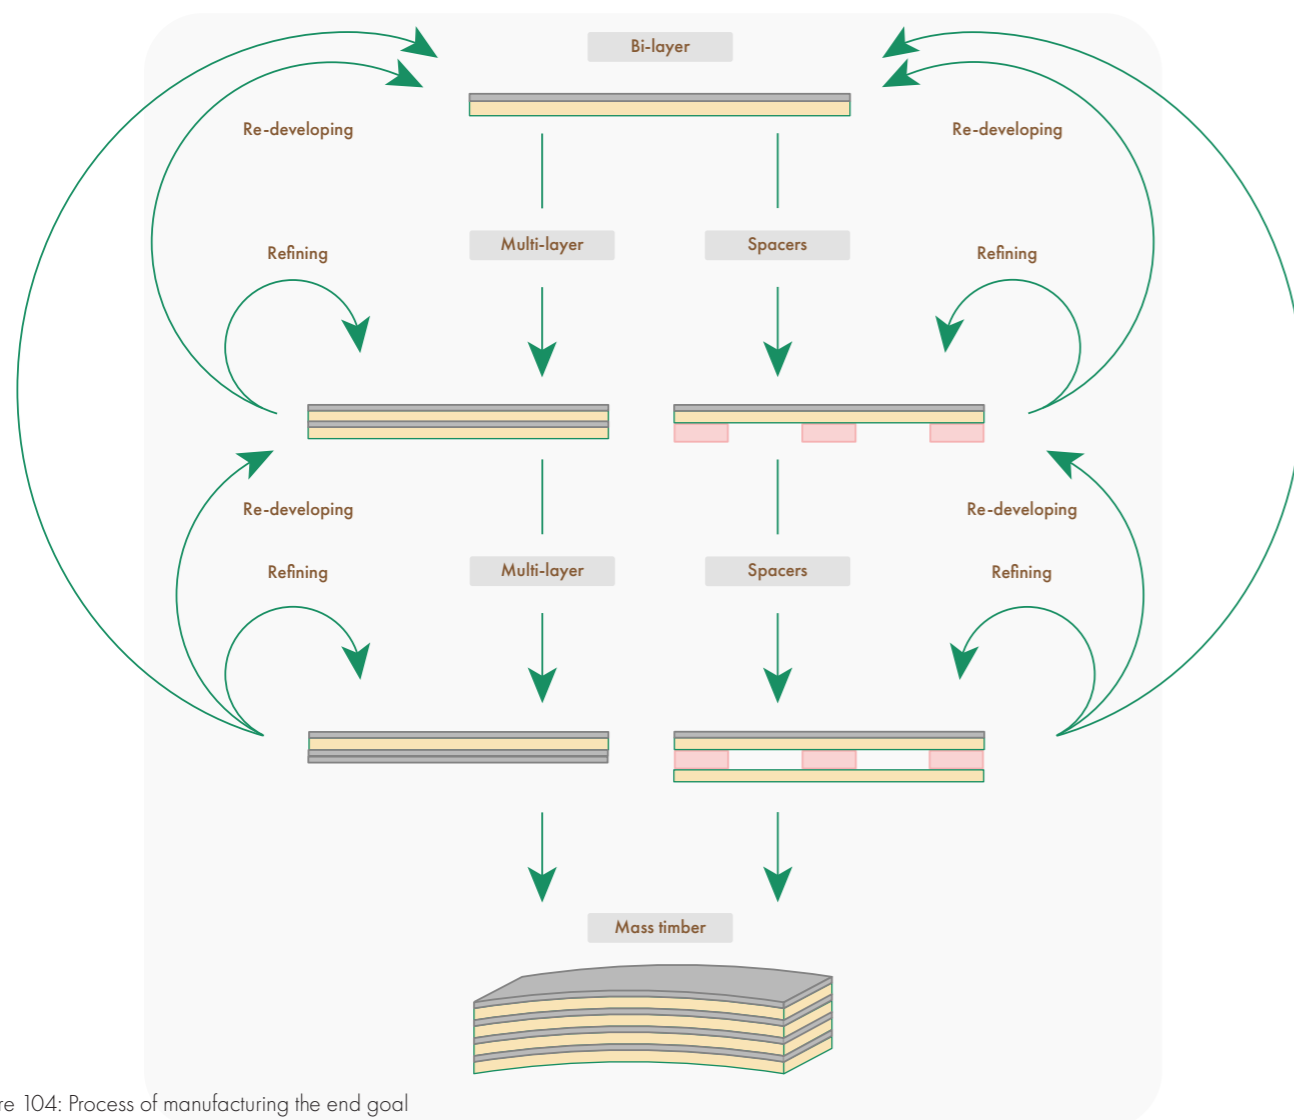 Bi-layer
Re-developing
Re-developing
Refining
Multi-layer
Spacers
Refining
Re-developing
Re-developing
Refining
Multi-layer
Spacers
Refining
Mass timber
re 104: Process of manufacturing the end goal